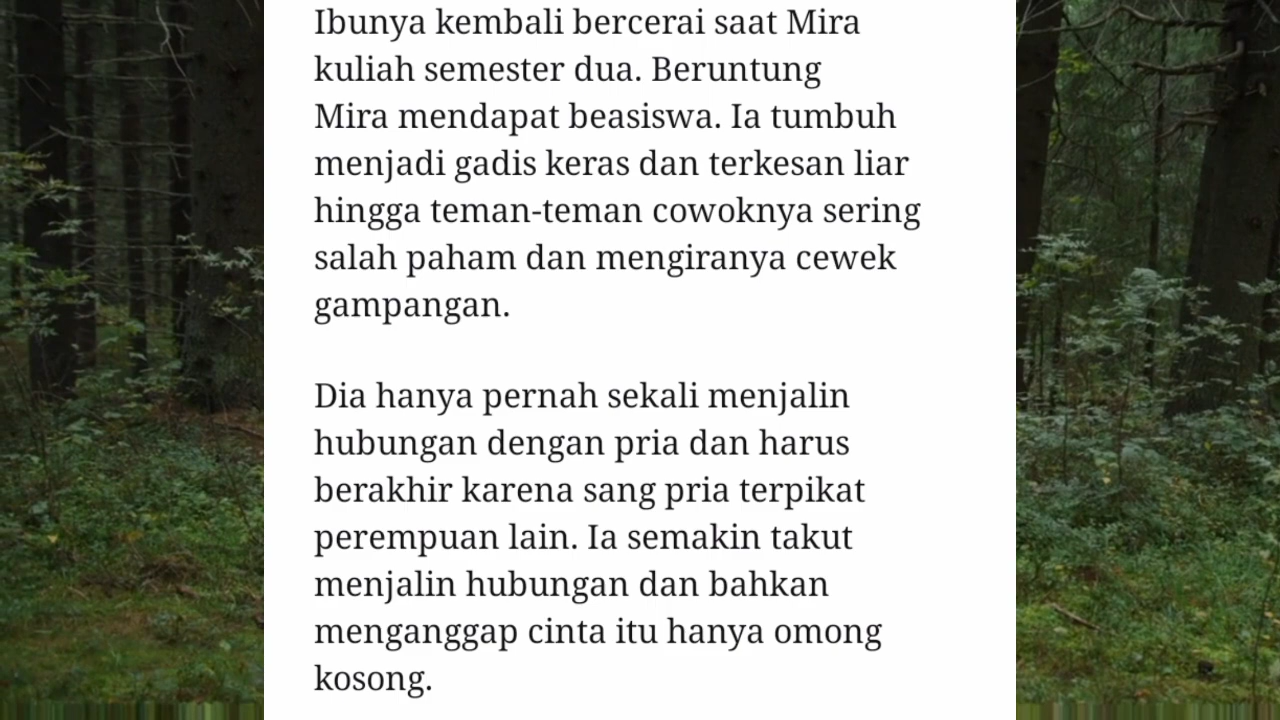 Ibunya kembali bercerai saat Mira
kuliah semester dua. Beruntung
Mira mendapat beasiswa. Ia tumbuh
menjadi gadis keras dan terkesan liar
hingga teman-teman cowoknya sering
salah paham dan mengiranya cewek
gampangan.
Dia hanya pernah sekali menjalin
hubungan dengan pria dan harus
berakhir karena sang pria terpikat
perempuan lain. Ia semakin takut
menjalin hubungan dan bahkan
menganggap cinta itu hanya omong
kosong.